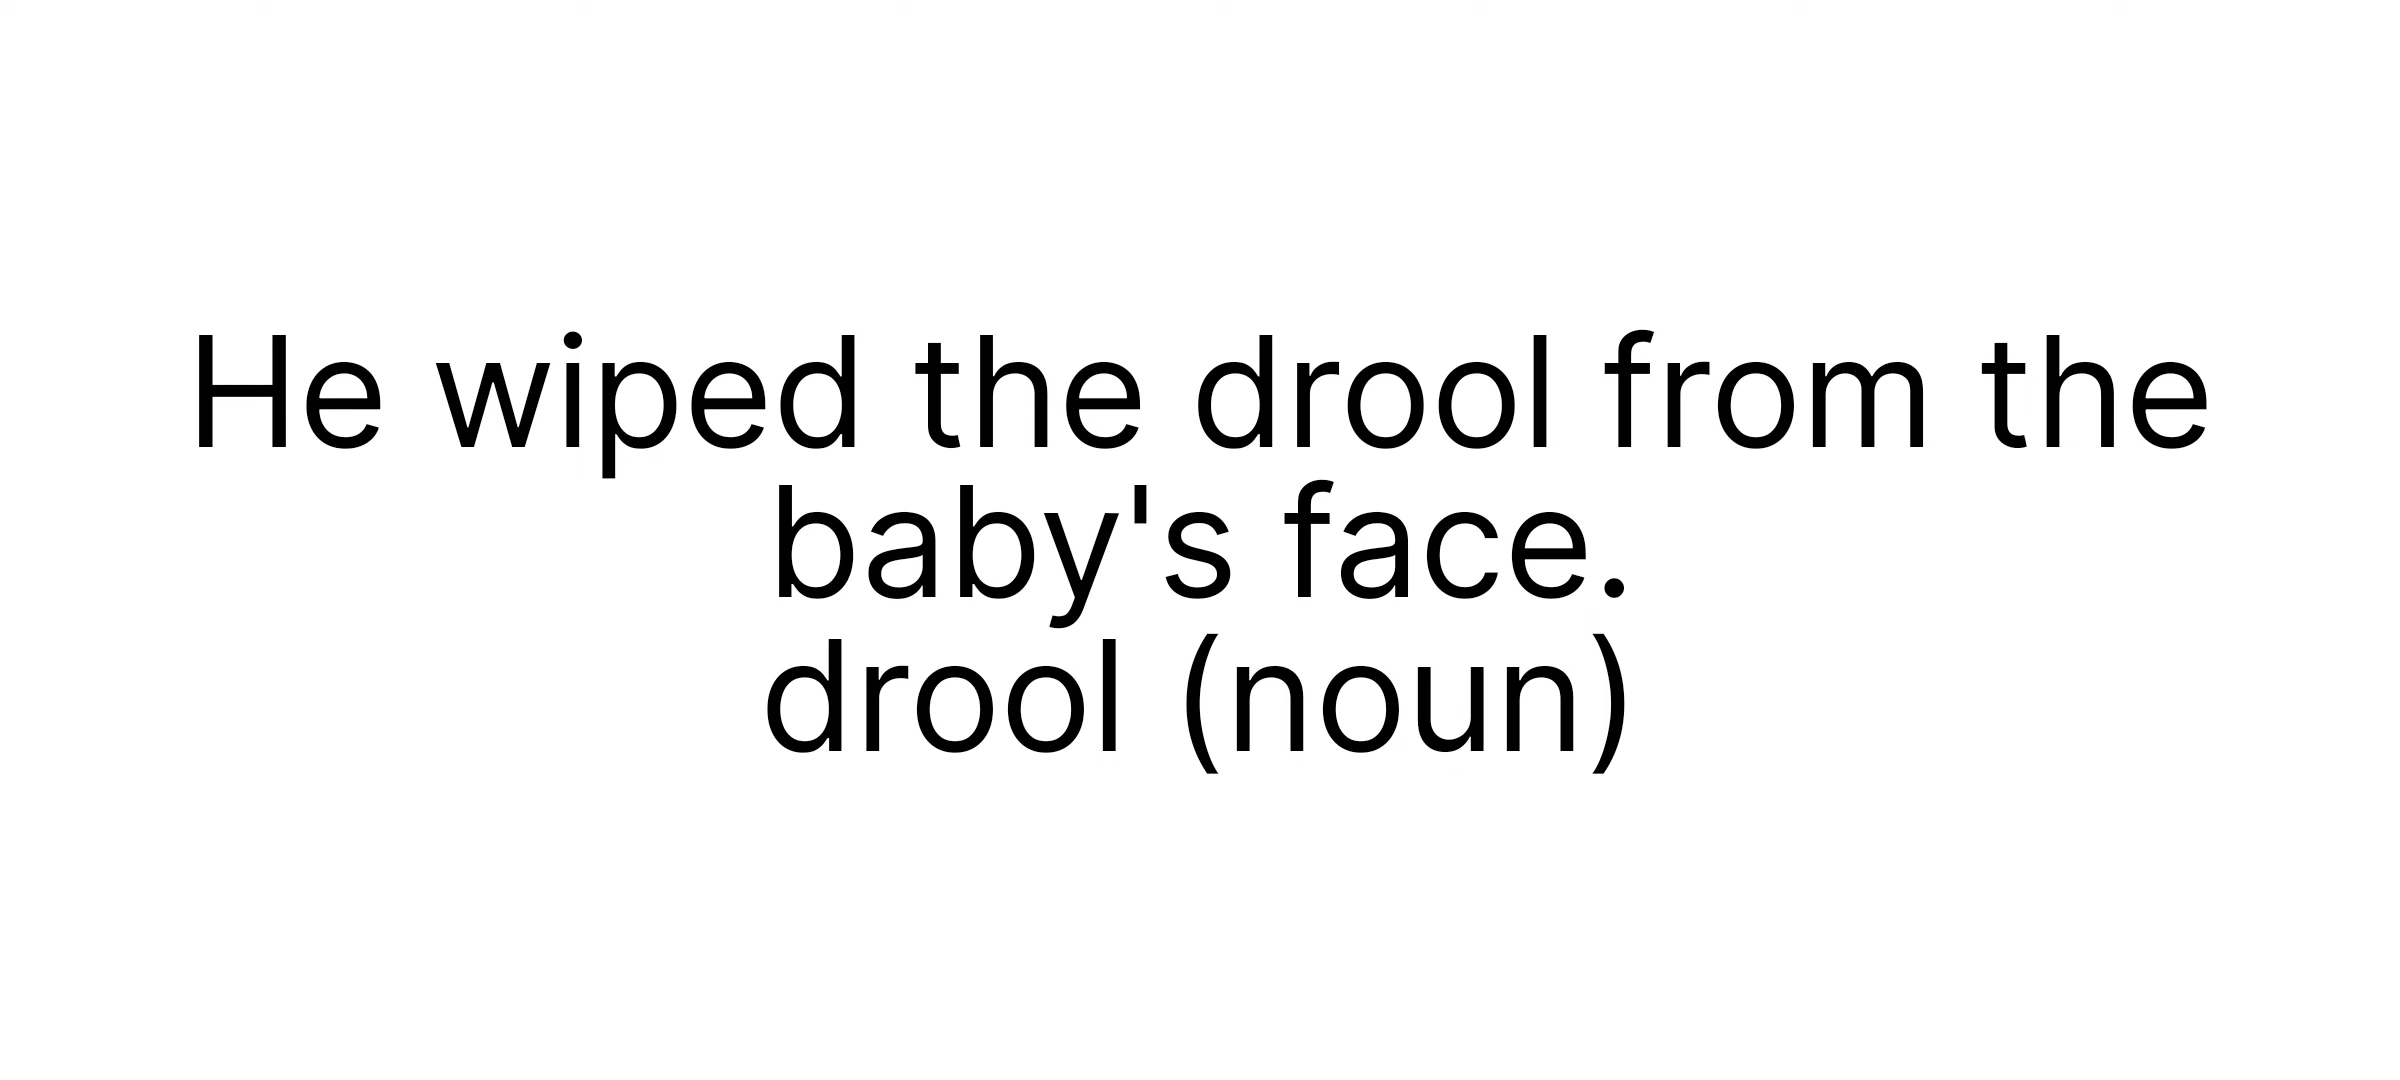 He wiped the drool from the
baby's face.
drool (noun)